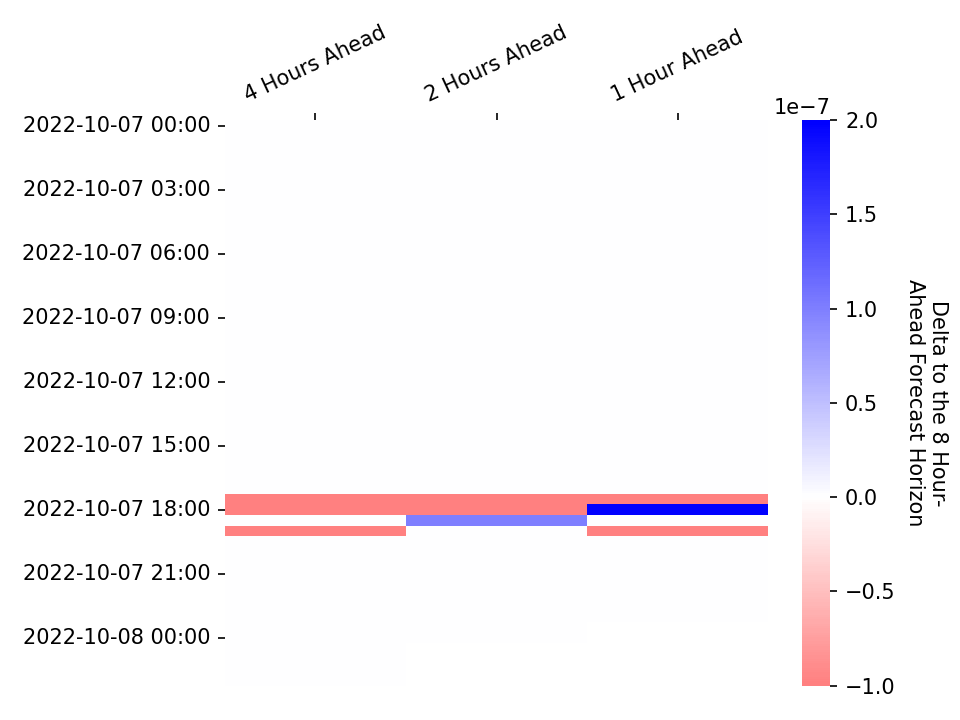 4 Hours Ahead
2 Hours Ahead
1 Hour Ahead
2022-10-07 00:00
2022-10-07 03:00
2022-10-07 06:00
2022-10-07 09:00
2022-10-07 12:00
2022-10-07 15:00
2022-10-07 18:00
2022-10-07 21:00
2022-10-08 00:00
1e−7
2.0
1.5
1.0
0.5
0.0
−0.5
−1.0
Delta to the 8 Hour-
Ahead Forecast Horizon